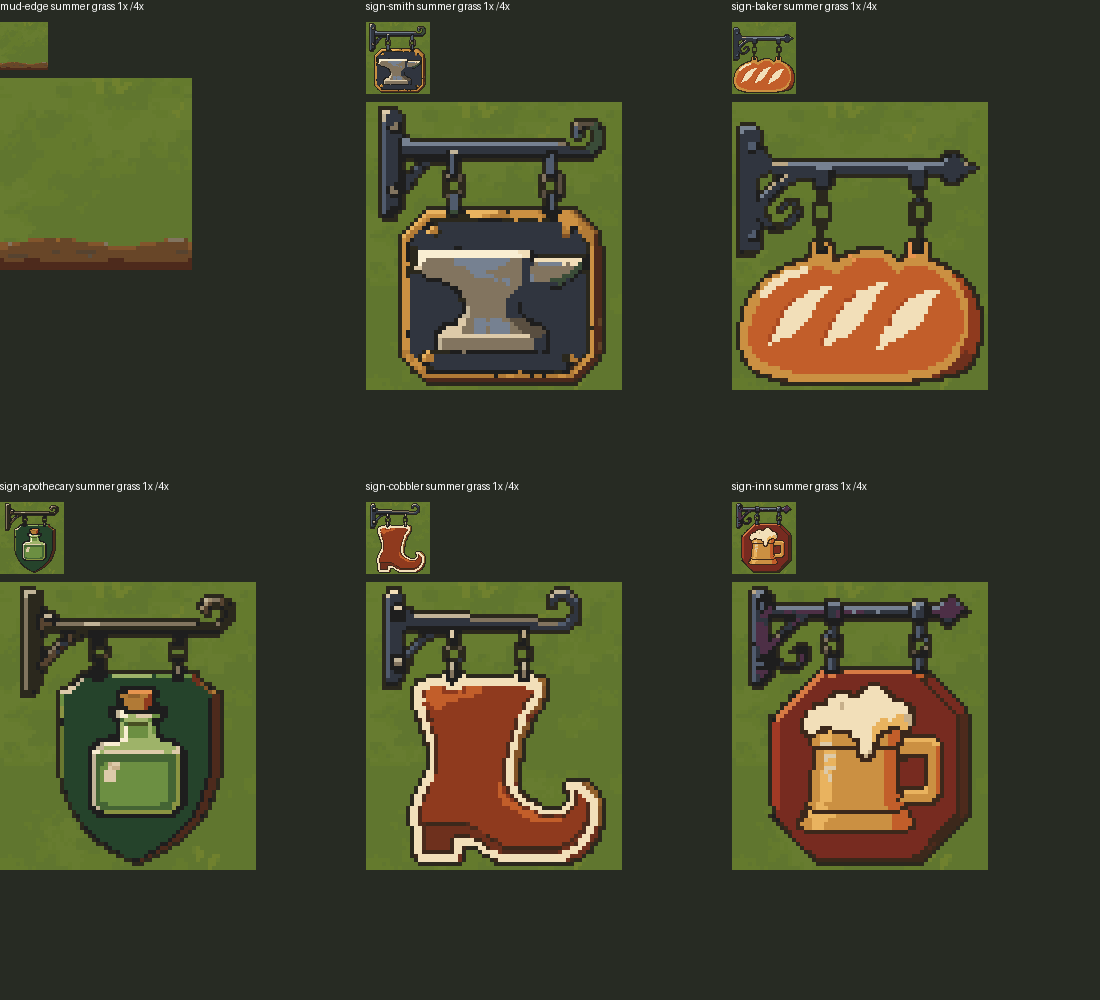 mud-edge summer grass 1x /4x
sign-smith summer grass 1x /4x
sign-baker summer grass 1x /4x
sign-apothecary summer grass 1x /4x
sign-cobbler summer grass 1x /4x
sign-inn summer grass 1x /4x